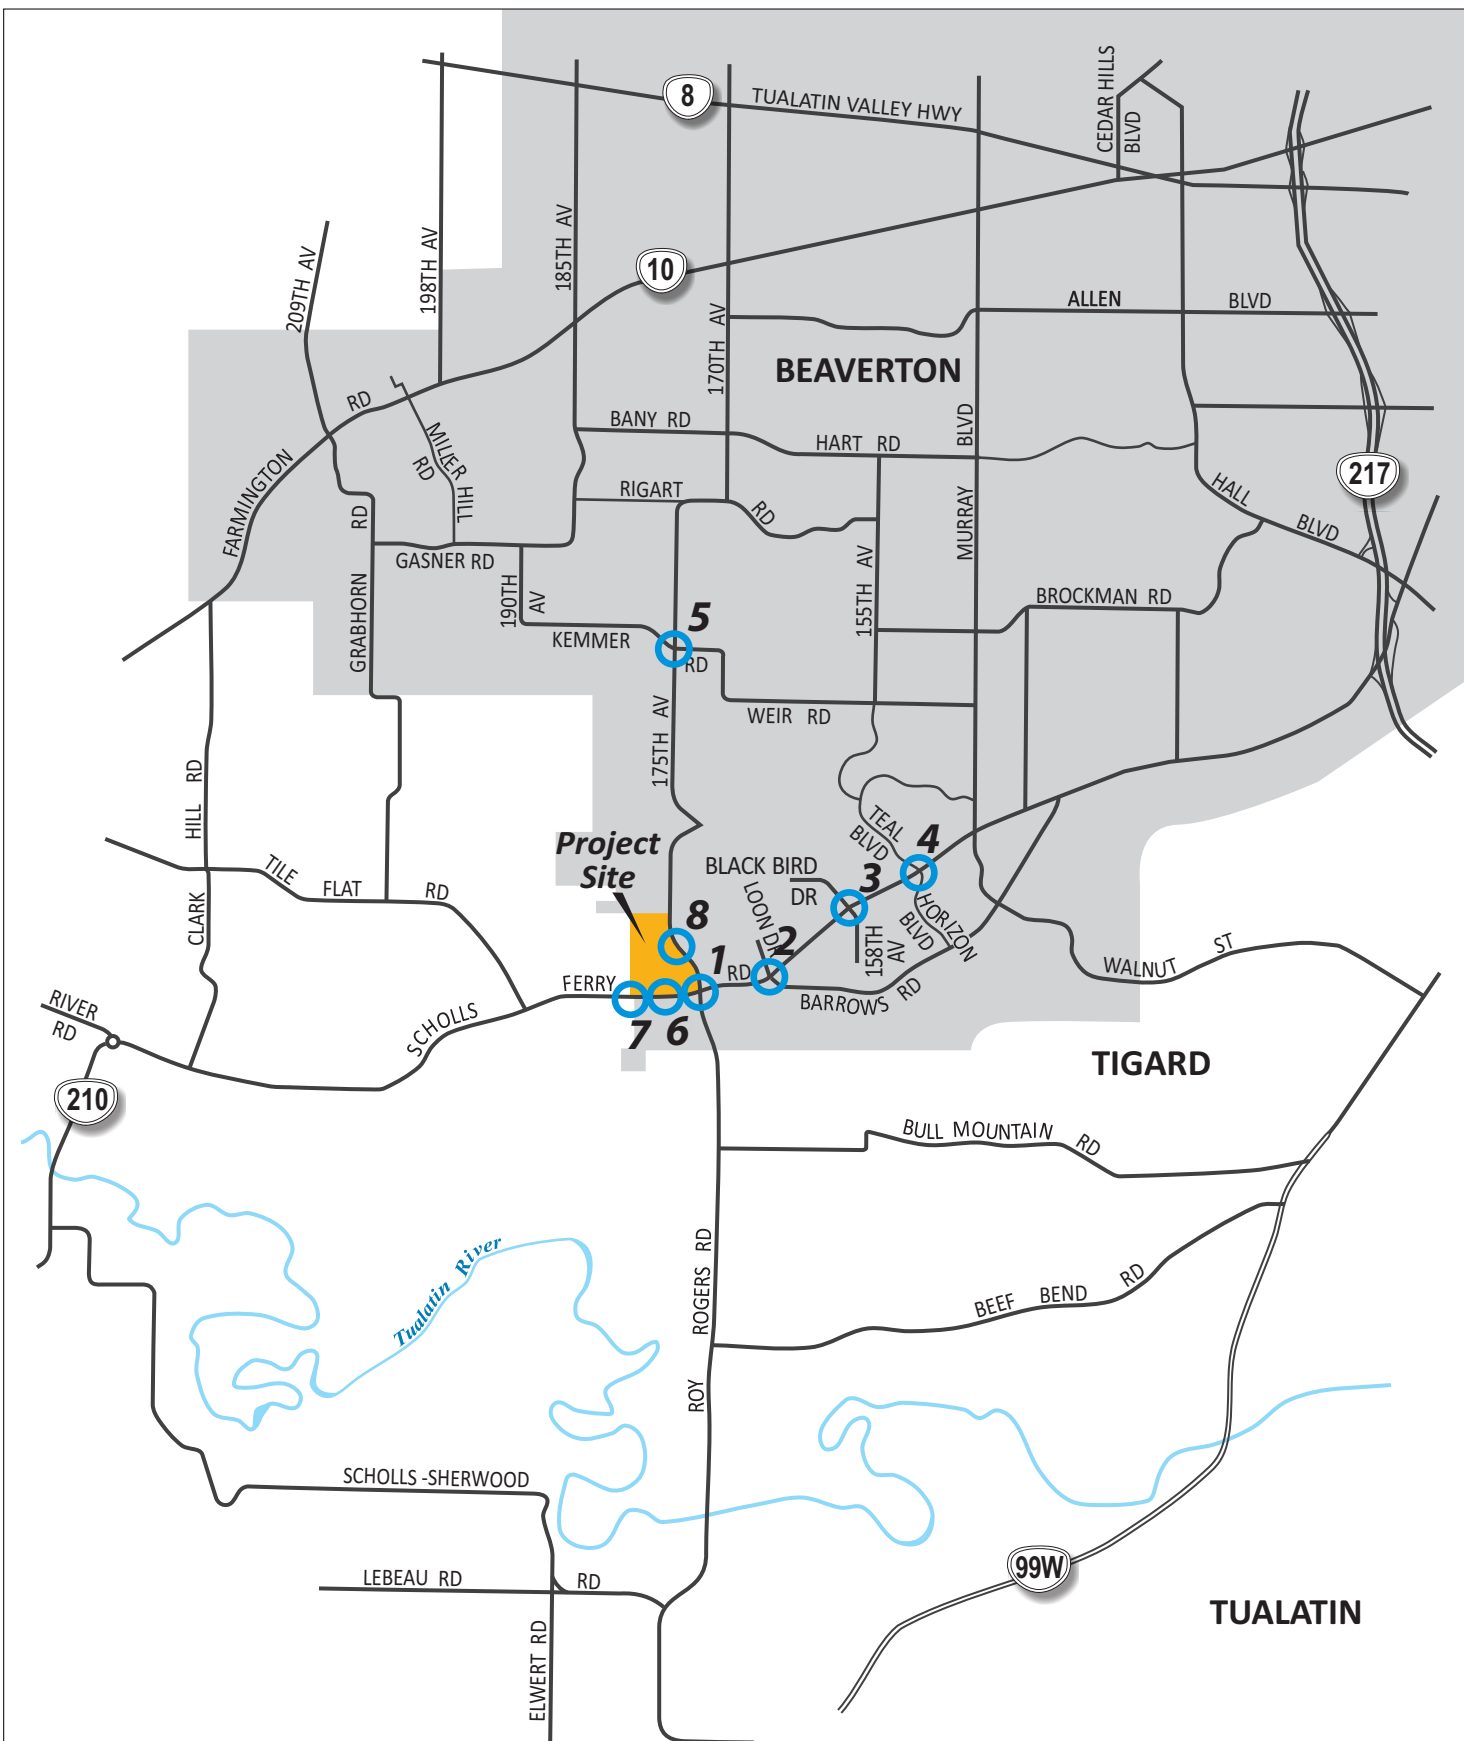 8
TUALATIN VALLEY HWY
CEDAR HILLS
BLVD
209TH AV
198TH AV
185TH AV
10
170TH AV
ALLEN BLVD
BEAVERTON
FARMINGTON RD
MILLER HILL
RD
BANY RD
HART RD
MURRAY BLVD
217
HALL BLVD
RIGART RD
GRABHORN RD
GASNER RD
190TH
AV
155TH AV
BROCKMAN RD
5
KEMMER RD
175TH AV
WEIR RD
CLARK HILL RD
TILE FLAT RD
Project
Site
TEAL
BLVD
4
BLACK BIRD
DR
3
LOON D
8
2
158TH
AV
HORIZON
BLVD
1
SCHOLLS FERRY RD
BARROWS RD
WALNUT ST
7
6
RIVER
RD
210
TIGARD
BULL MOUNTAIN RD
Tualatin River
ROY ROGERS RD
BEEF BEND RD
SCHOLLS -SHERWOOD
RD
LEBEAU RD
99W
TUALATIN
ELWERT RD